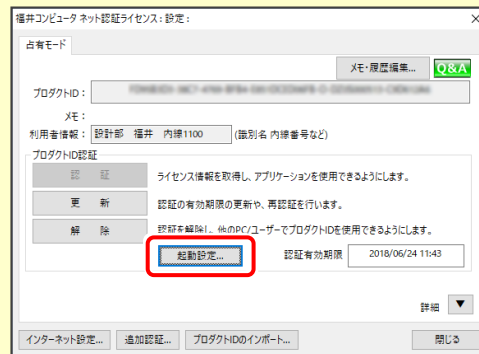 福井コンピュータ ネット認証ライセンス：設定：
占有モード
メモ・履歴編集... Q&A
プロダクトID：
メモ：
利用者情報： 設計部 福井 内線1100 (識別名 内線番号など)
プロダクトID認証
認 証 ライセンス情報を取得し、アプリケーションを使用できるようにします。
更 新 認証の有効期限の更新や、再認証を行います。
解 除 認証を解除し、他のPC/ユーザーでプロダクトIDを使用できるようにします。
起動設定... 認証有効期限 2018/06/24 11:43
詳細 ▼
インターネット設定... 追加認証... プロダクトIDのインポート... 閉じる